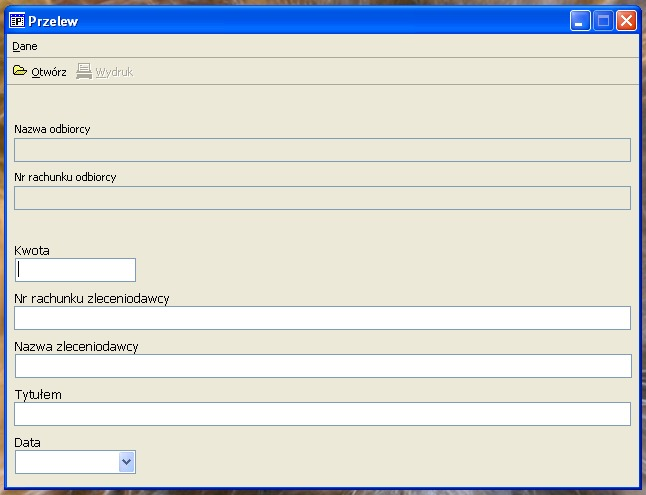 Przelew
Dane
Otwórz Wydruk
Nazwa odbiorcy
Nr rachunku odbiorcy
Kwota
Nr rachunku zleceniodawcy
Nazwa zleceniodawcy
Tytułem
Data